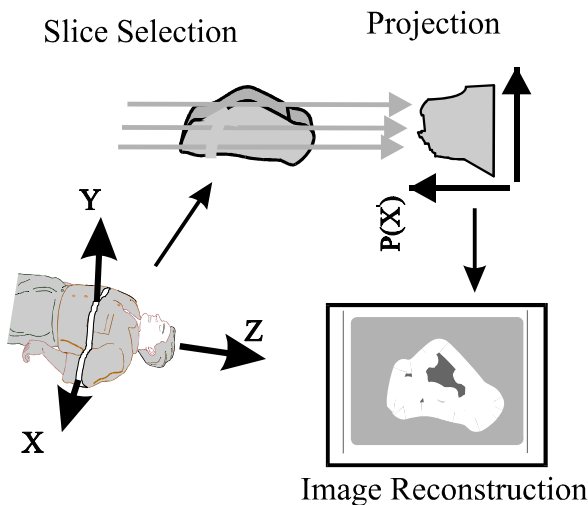 Slice Selection
Projection
Y
P(X)
Z
X
Image Reconstruction